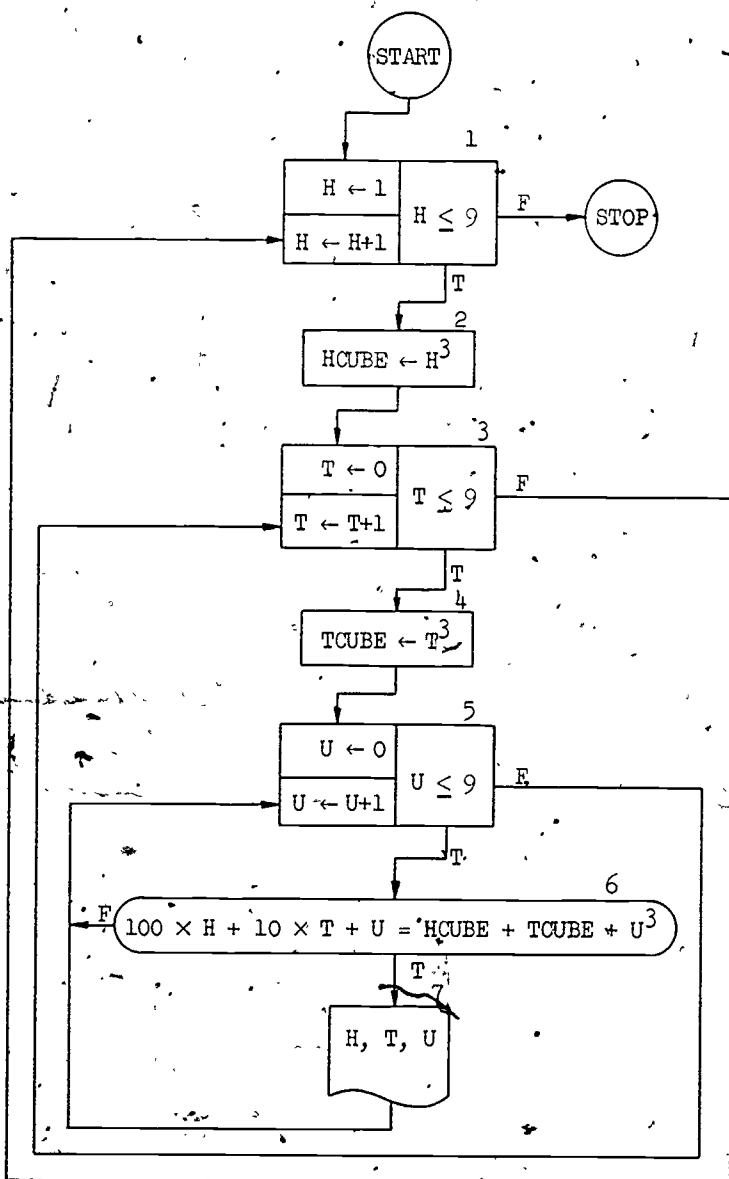 START
1
H ← 1
H ← H+1
H ≤ 9
F
STOP
T
2
HCUBE ← H³
3
T ← 0
T ← T+1
T ≤ 9
F
T
4
TCUBE ← T³
5
U ← 0
U ← U+1
U ≤ 9
F
T
6
F
100 × H + 10 × T + U = HCUBE + TCUBE + U³
T
7
H, T, U